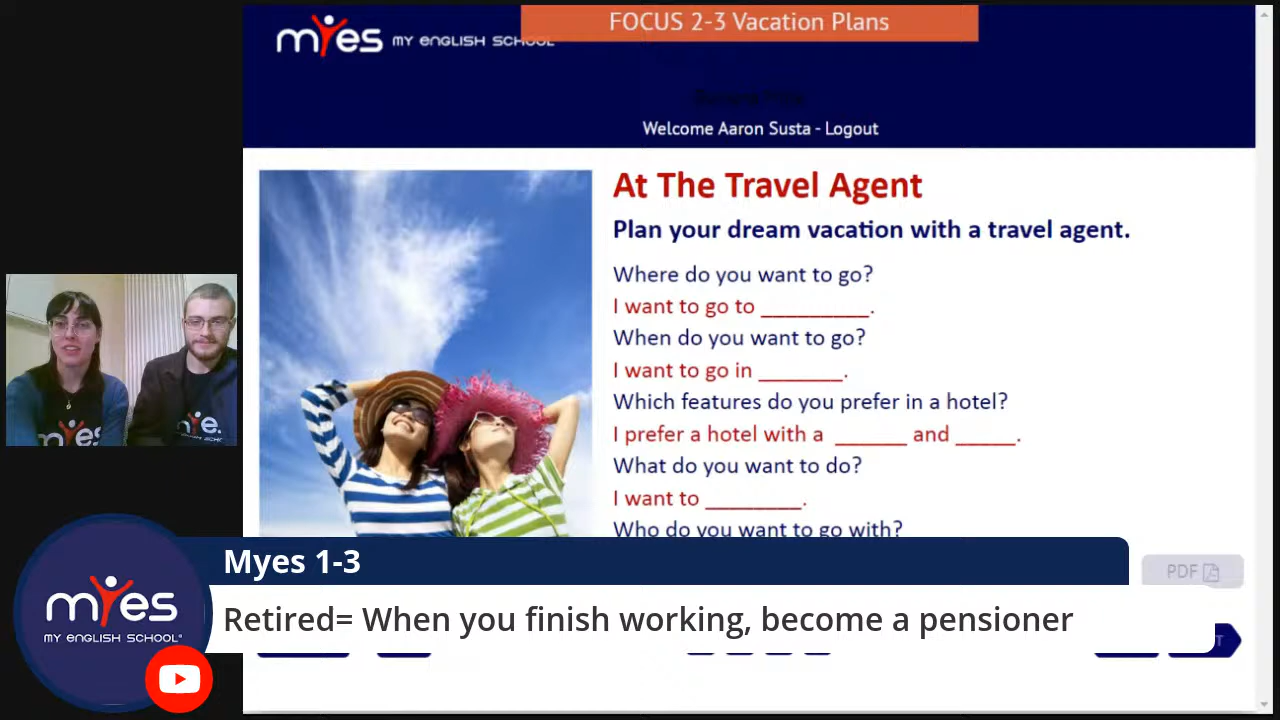 FOCUS 2-3 Vacation Plans
myes MY ENGLISH SCHOOL
Welcome Aaron Susta - Logout
At The Travel Agent
Plan your dream vacation with a travel agent.
Where do you want to go?
I want to go to _________.
When do you want to go?
I want to go in _______.
Which features do you prefer in a hotel?
I prefer a hotel with a ______ and _____.
What do you want to do?
I want to ________.
Who do you want to go with?
PDF
myes
myes
MY ENGLISH SCHOOL
Myes 1-3
Retired= When you finish working, become a pensioner